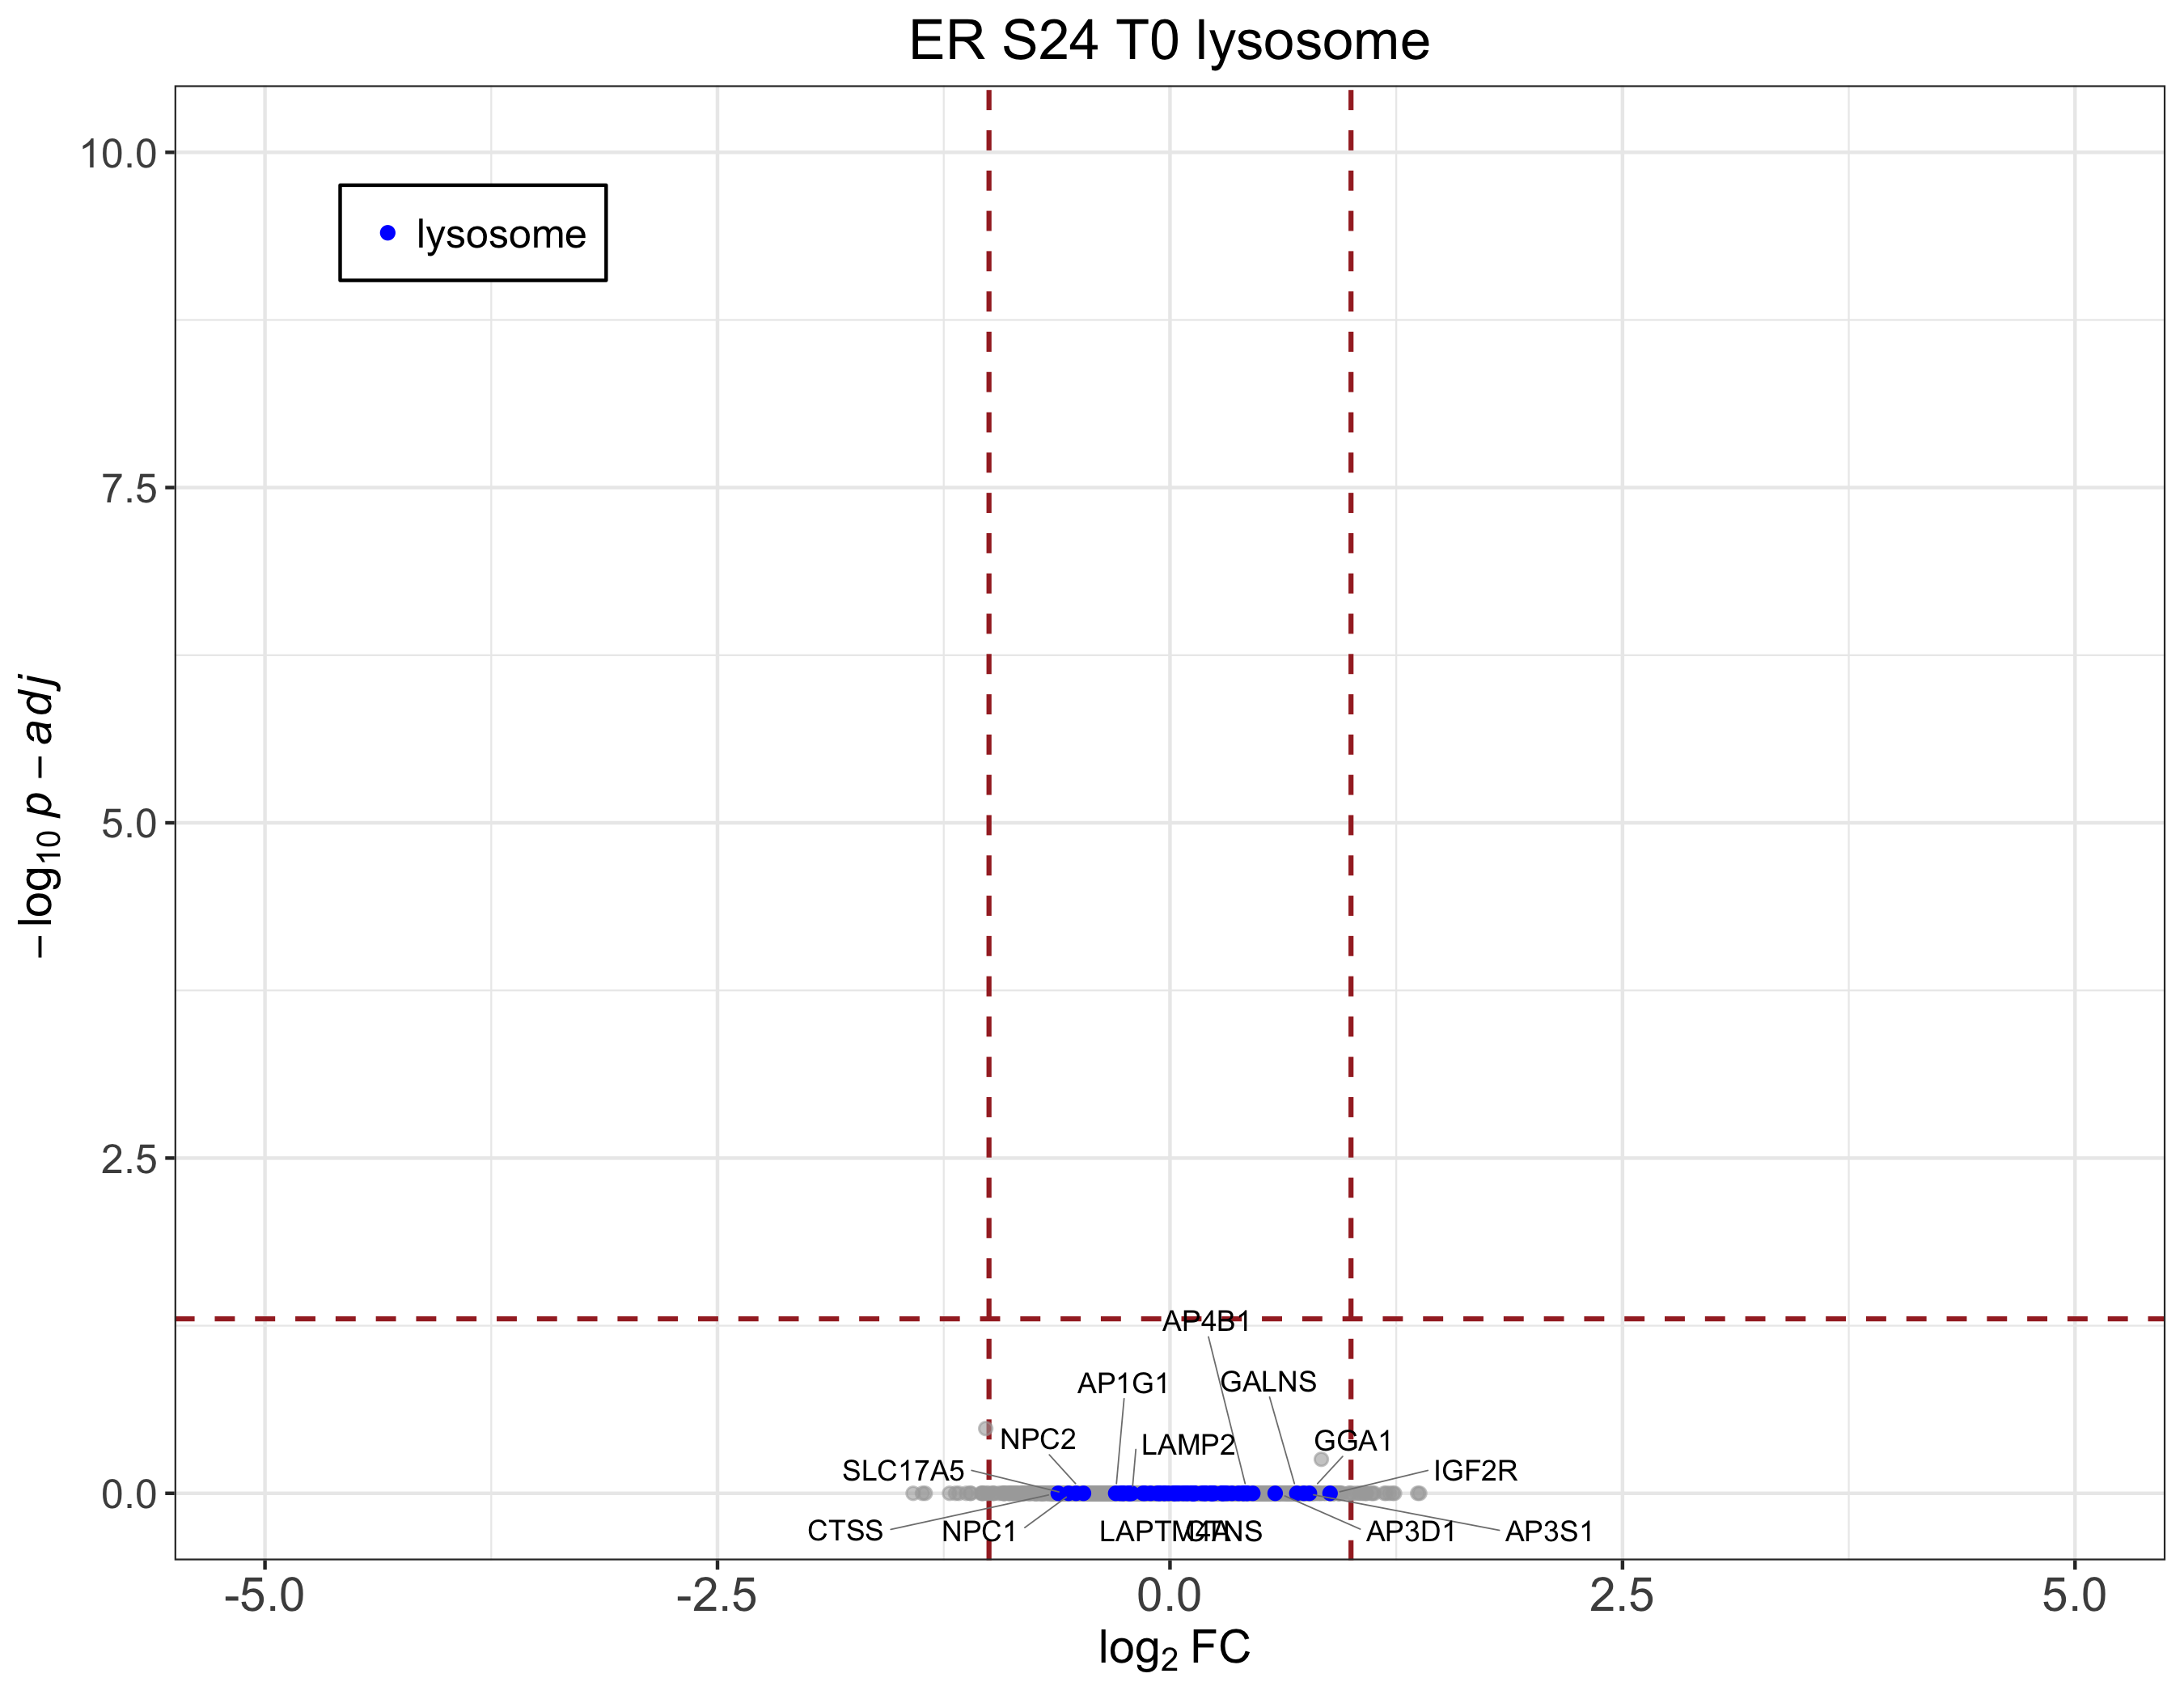 ER S24 T0 lysosome
10.0
7.5
5.0
2.5
0.0
−log10 p − adj
lysosome
AP4B1
AP1G1
GALNS
NPC2
LAMP2
GGA1
SLC17A5
IGF2R
CTSS
NPC1
LAPTM4A
CTNS
AP3D1
AP3S1
-5.0
-2.5
0.0
2.5
5.0
log2 FC